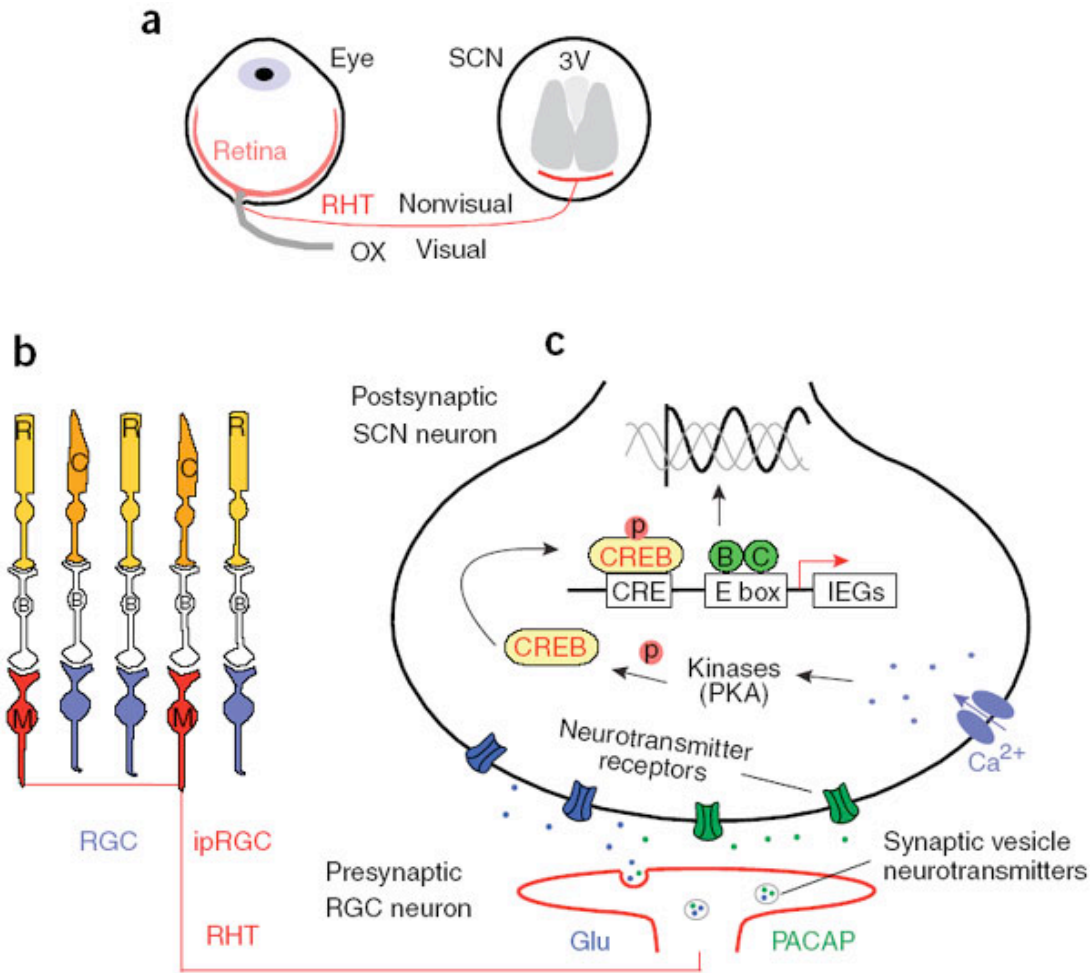 a
Eye
SCN
3V
Retina
RHT Nonvisual
OX Visual
b
R C R C R
B B B B B
M M
RGC ipRGC
RHT
c
Postsynaptic
SCN neuron
p
CREB
B C
CRE
E box
IEGs
CREB
p
Kinases
(PKA)
Ca2+
Neurotransmitter
receptors
Synaptic vesicle
neurotransmitters
Presynaptic
RGC neuron
Glu
PACAP